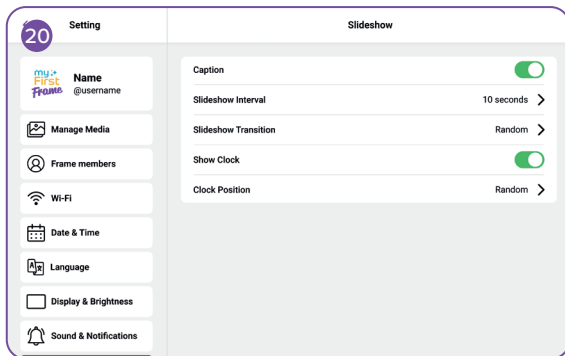 20
Setting
Slideshow
my
First
Frame
Name
@username
Manage Media
Frame members
Wi-Fi
Date & Time
Language
Display & Brightness
Sound & Notifications
Caption
Slideshow Interval 10 seconds
Slideshow Transition Random
Show Clock
Clock Position Random